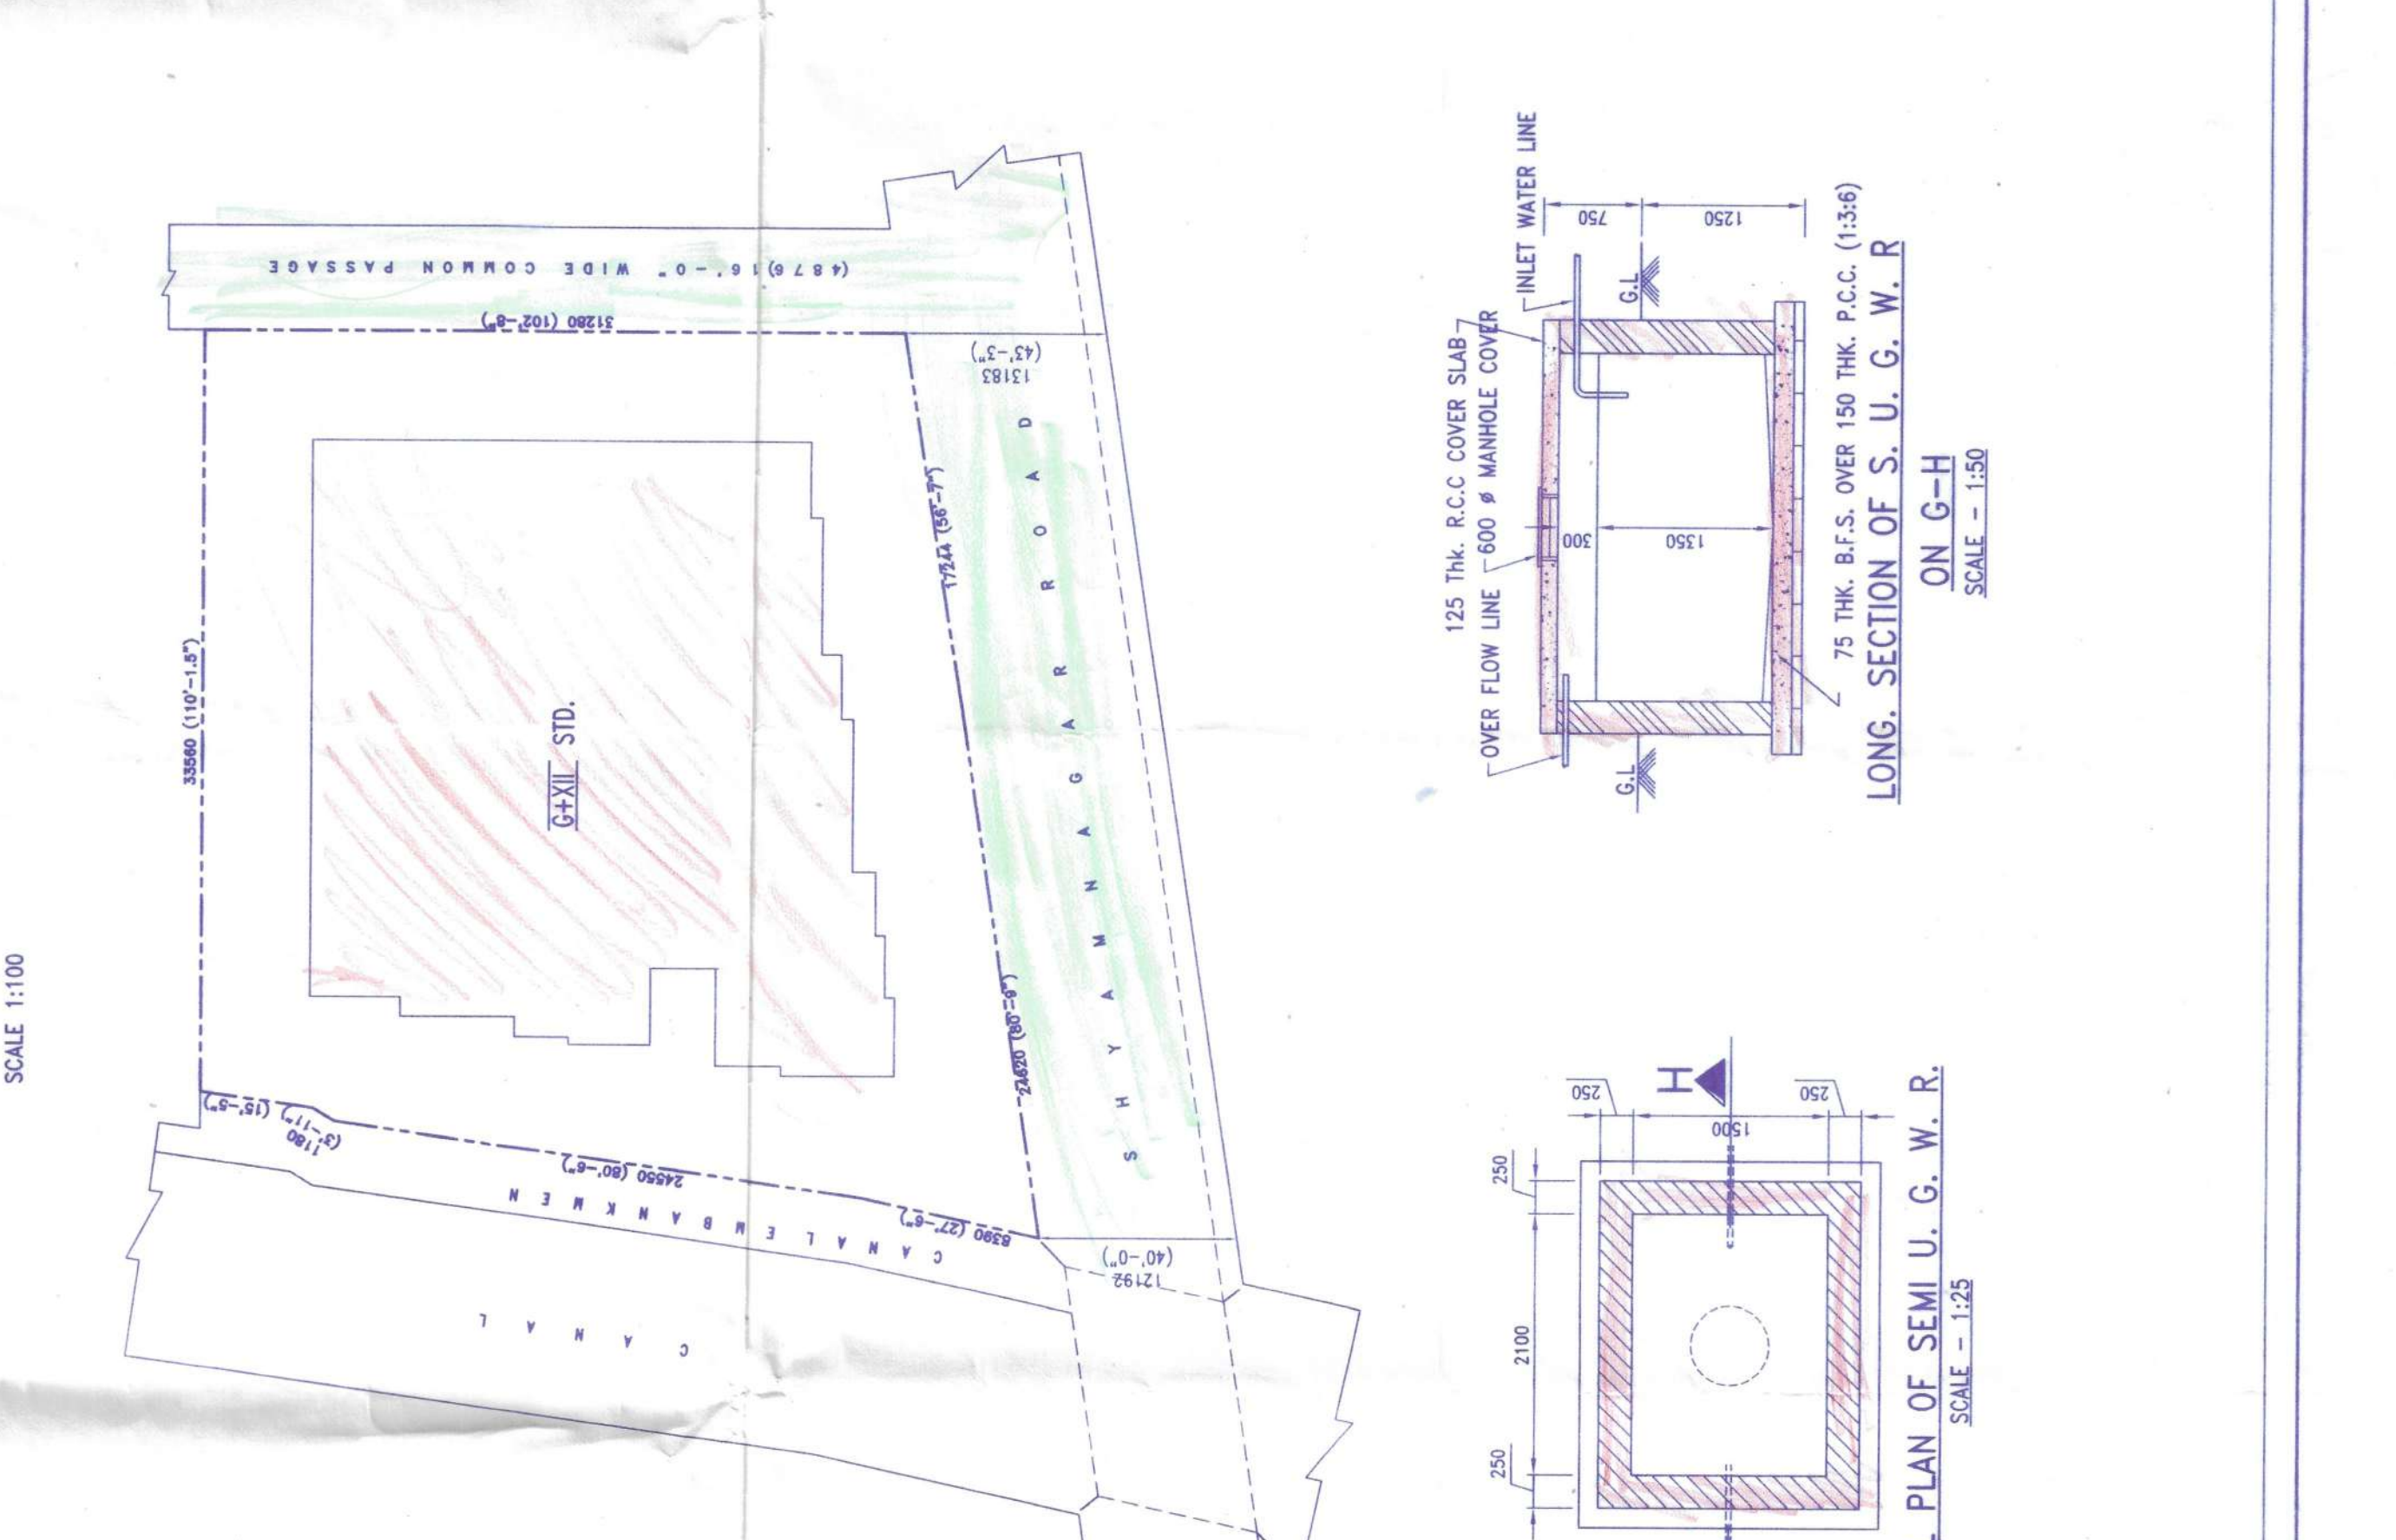 SCALE 1:100
33560 (110'-1.5")
(4876)16'-0" WIDE COMMON PASSAGE
31280 (102'-8")
13183
(43'-3")
17244 (56'-7")
24620 (80'-9")
SHYAMNAGAR ROAD
G+XII STD.
(15'-5")
1180
(3'-11")
24550 (80'-6")
8390 (27'-6")
CANAL EMBANKMEN
CANAL
12192
(40'-0")
125 Thk. R.C.C COVER SLAB
OVER FLOW LINE
600 ø MANHOLE COVER
INLET WATER LINE
750
1250
G.L
G.L
300
1350
75 THK. B.F.S. OVER 150 THK. P.C.C. (1:3:6)
LONG. SECTION OF S. U. G. W. R
ON G-H
SCALE - 1:50
250
2100
250
250
1500
250
H
PLAN OF SEMI U. G. W. R.
SCALE - 1:25